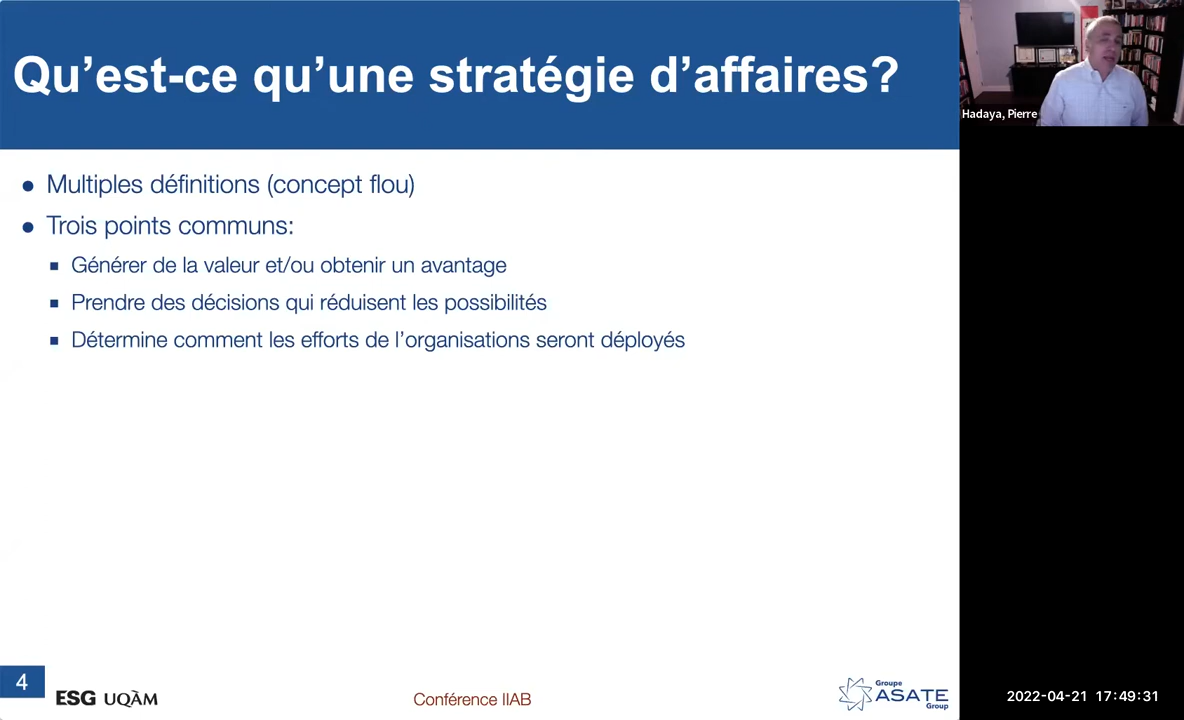 Qu’est-ce qu’une stratégie d’affaires?
Hadaya, Pierre
● Multiples définitions (concept flou)
● Trois points communs:
▪ Générer de la valeur et/ou obtenir un avantage
▪ Prendre des décisions qui réduisent les possibilités
▪ Détermine comment les efforts de l’organisations seront déployés
4
ESG UQÀM
Conférence IIAB
Groupe
ASATE
Group
2022-04-21 17:49:31